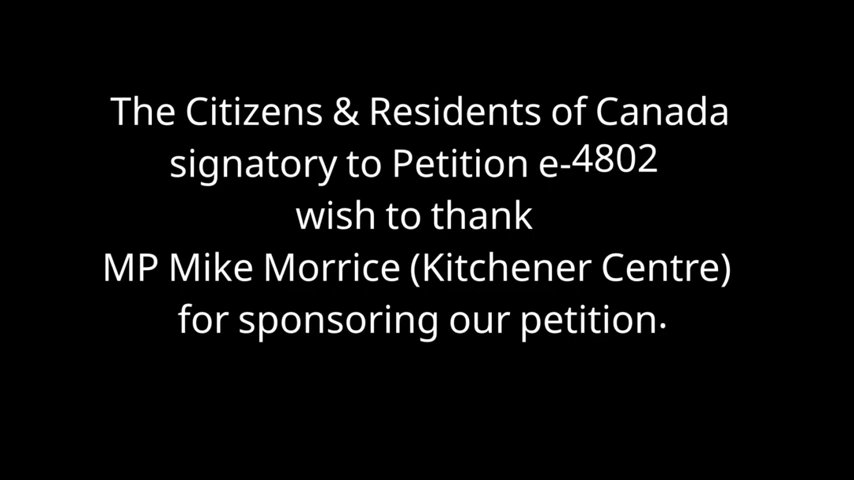 The Citizens & Residents of Canada
signatory to Petition e-4802
wish to thank
MP Mike Morrice (Kitchener Centre)
for sponsoring our petition.